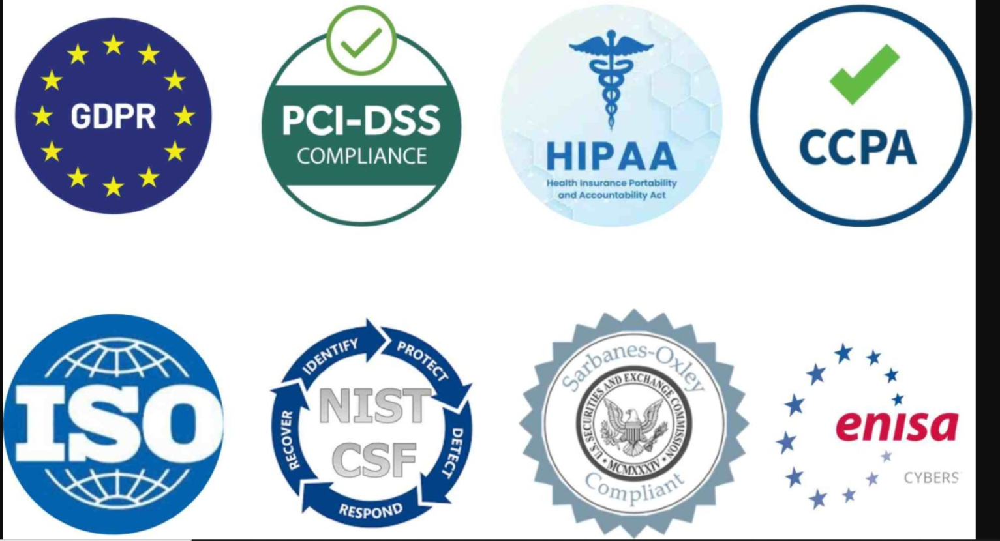 GDPR
PCI-DSS
COMPLIANCE
HIPAA
Health Insurance Portability
and Accountability Act
CCPA
ISO
IDENTIFY
PROTECT
DETECT
RESPOND
RECOVER
NIST
CSF
Sarbanes-Oxley
U.S. SECURITIES AND EXCHANGE COMMISSION
MCMXXXIV
Compliant
enisa
CYBERS